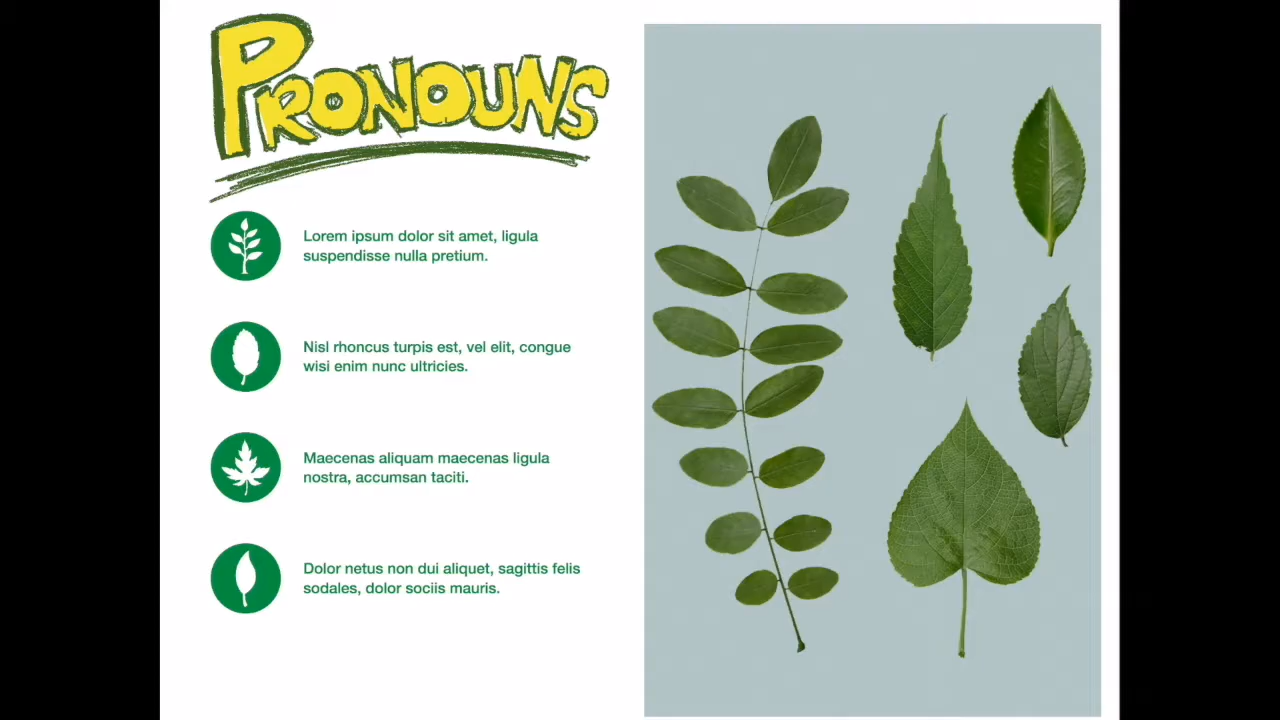 PRONOUNS
Lorem ipsum dolor sit amet, ligula
suspendisse nulla pretium.
Nisl rhoncus turpis est, vel elit, congue
wisi enim nunc ultricies.
Maecenas aliquam maecenas ligula
nostra, accumsan taciti.
Dolor netus non dui aliquet, sagittis felis
sodales, dolor sociis mauris.